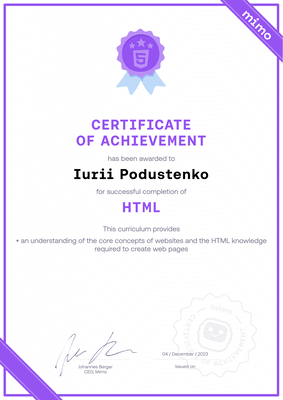 mimo
5
CERTIFICATE
OF ACHIEVEMENT
has been awarded to
Iurii Podustenko
for successful completion of
HTML
This curriculum provides
• an understanding of the core concepts of websites and the HTML knowledge
required to create web pages
Johannes Berger
CEO, Mimo
04 / December / 2023
Issued on